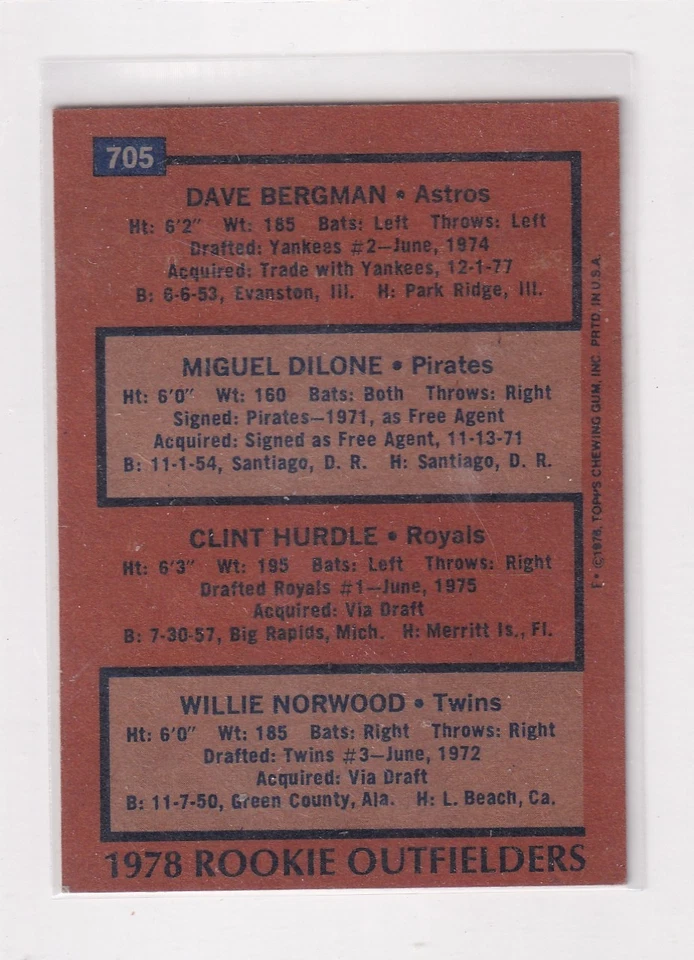 705
DAVE BERGMAN • Astros
Ht: 6'2" Wt: 185 Bats: Left Throws: Left
Drafted: Yankees #2—June, 1974
Acquired: Trade with Yankees, 12-1-77
B: 6-6-53, Evanston, Ill. H: Park Ridge, Ill.
MIGUEL DILONE • Pirates
Ht: 6'0" Wt: 160 Bats: Both Throws: Right
Signed: Pirates—1971, as Free Agent
Acquired: Signed as Free Agent, 11-13-71
B: 11-1-54, Santiago, D. R. H: Santiago, D. R.
CLINT HURDLE • Royals
Ht: 6'3" Wt: 195 Bats: Left Throws: Right
Drafted Royals #1—June, 1975
Acquired: Via Draft
B: 7-30-57, Big Rapids, Mich. H: Merritt Is., Fl.
WILLIE NORWOOD • Twins
Ht: 6'0" Wt: 185 Bats: Right Throws: Right
Drafted: Twins #3—June, 1972
Acquired: Via Draft
B: 11-7-50, Green County, Ala. H: L. Beach, Ca.
1978 ROOKIE OUTFIELDERS
E• ©1978, TOPPS CHEWING GUM, INC. PRTD. IN U.S.A.